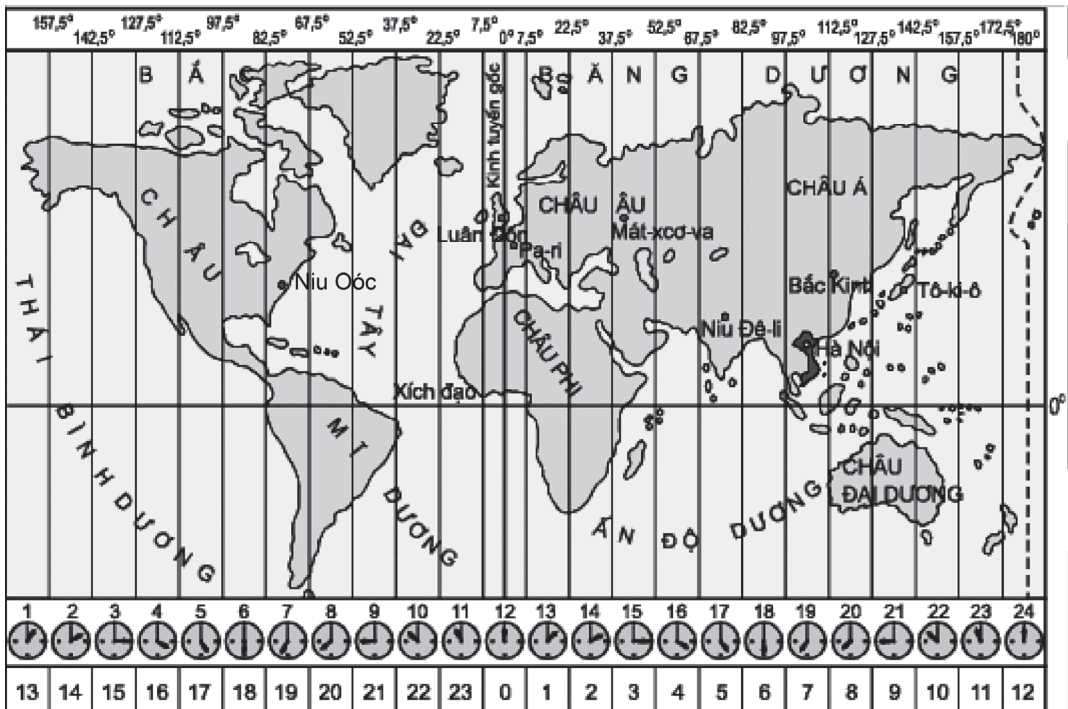 157,5° 127,5° 97,5° 67,5° 37,5° 7,5° 22,5° 52,5° 82,5° 112,5° 142,5° 172,5°
142,5° 112,5° 82,5° 52,5° 22,5° 0° 7,5° 37,5° 67,5° 97,5° 127,5° 157,5° 180°
BẮC BĂNG DƯƠNG
Kinh tuyến gốc
CHÂU MĨ
ĐẠI TÂY DƯƠNG
CHÂU ÂU
CHÂU Á
Luân Đôn
Pa-ri
Mát-xcơ-va
Niu Oóc
Bắc Kinh
Tô-ki-ô
THÁI BÌNH DƯƠNG
CHÂU PHI
Niu Đê-li
Hà Nôi
Xích đạo
0°
CHÂU
ĐẠI DƯƠNG
ẤN ĐỘ DƯƠNG
1 2 3 4 5 6 7 8 9 10 11 12 13 14 15 16 17 18 19 20 21 22 23 24
13 14 15 16 17 18 19 20 21 22 23 0 1 2 3 4 5 6 7 8 9 10 11 12